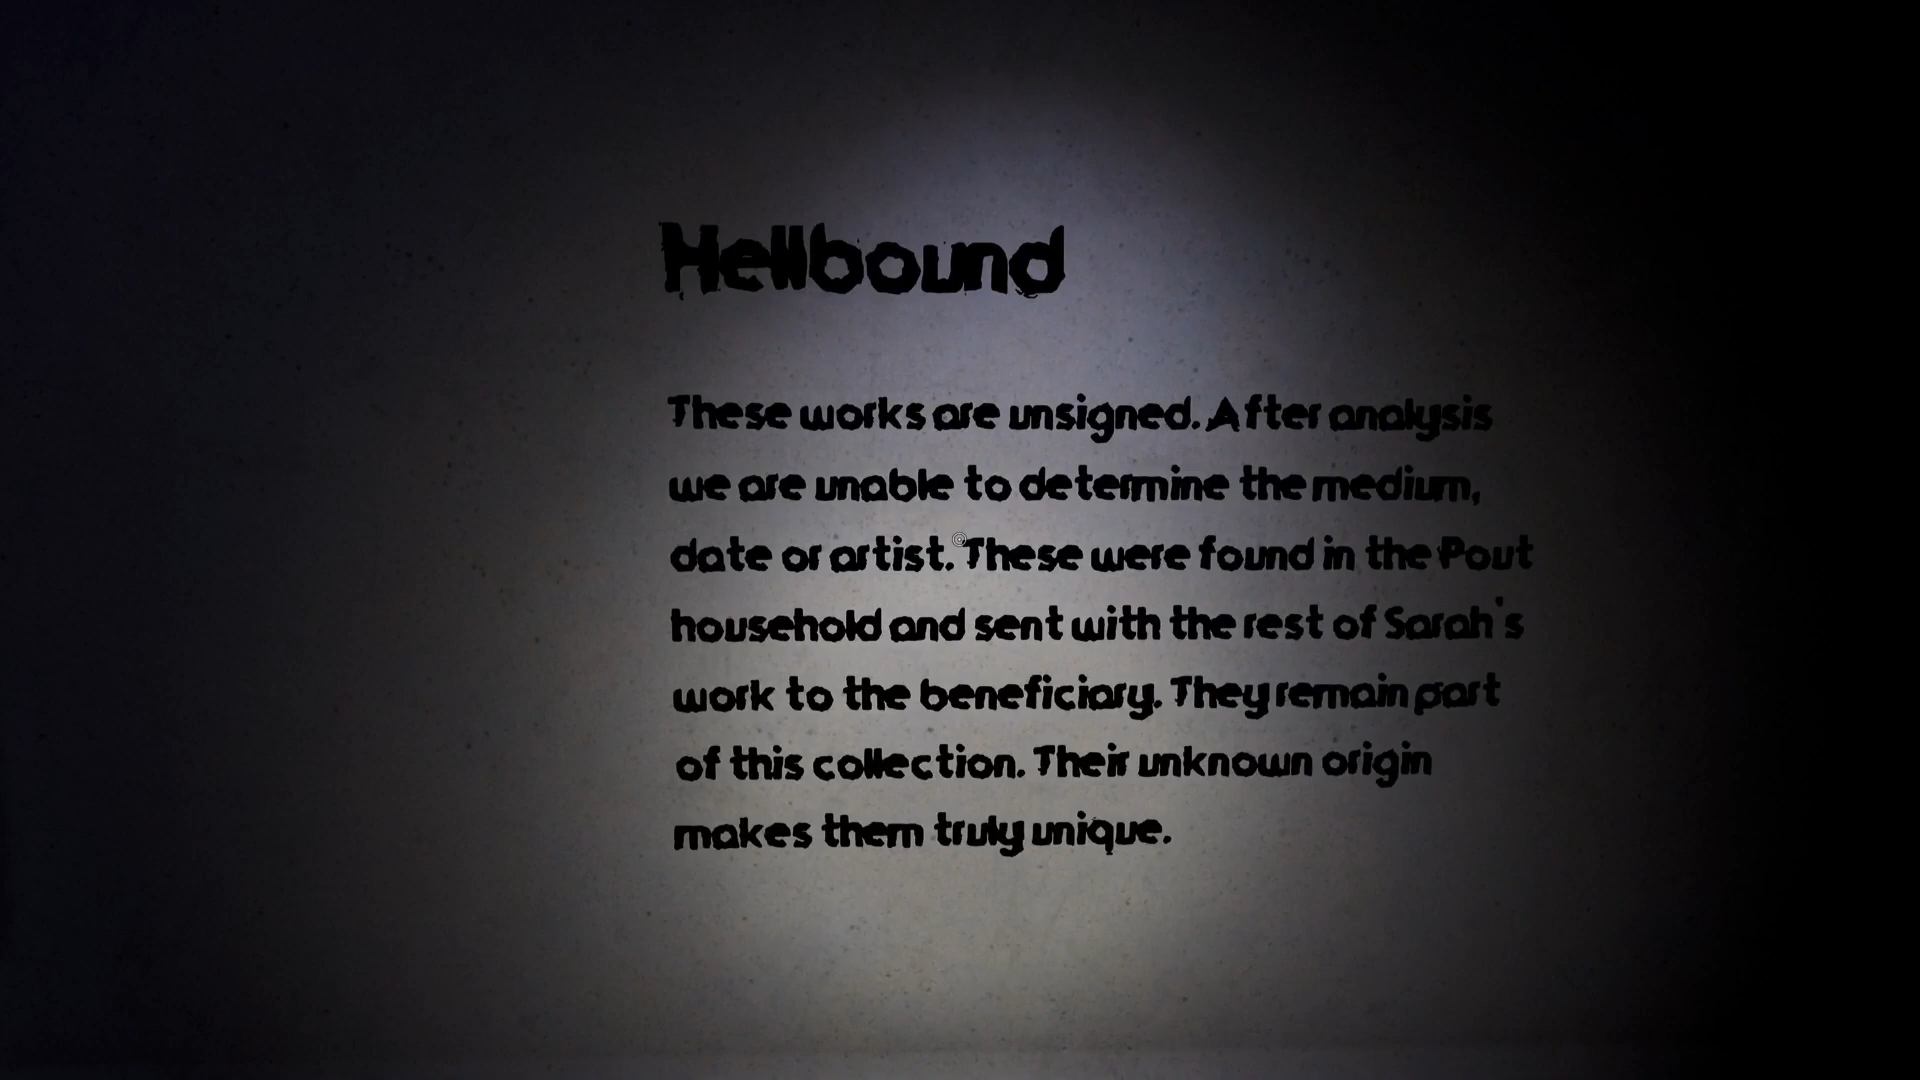 Hellbound
These works are unsigned. After analysis
we are unable to determine the medium,
date or artist. These were found in the Pout
household and sent with the rest of Sarah's
work to the beneficiary. They remain part
of this collection. Their unknown origin
makes them truly unique.